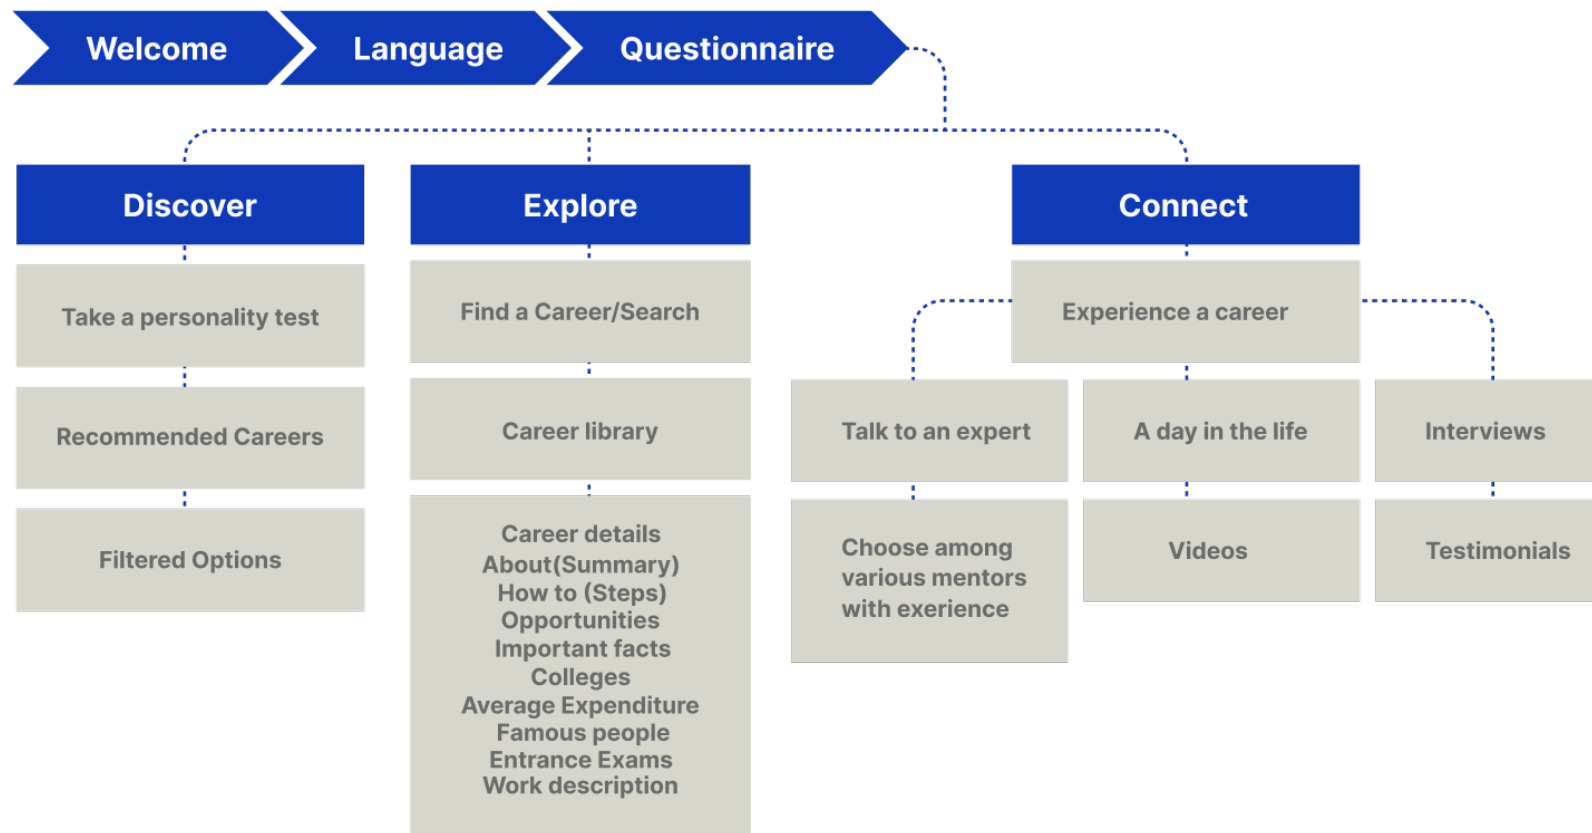 Welcome
Language
Questionnaire
Discover
Take a personality test
Recommended Careers
Filtered Options
Explore
Find a Career/Search
Career library
Career details
About(Summary)
How to (Steps)
Opportunities
Important facts
Colleges
Average Expenditure
Famous people
Entrance Exams
Work description
Connect
Experience a career
Talk to an expert
Choose among
various mentors
with exerience
A day in the life
Videos
Interviews
Testimonials